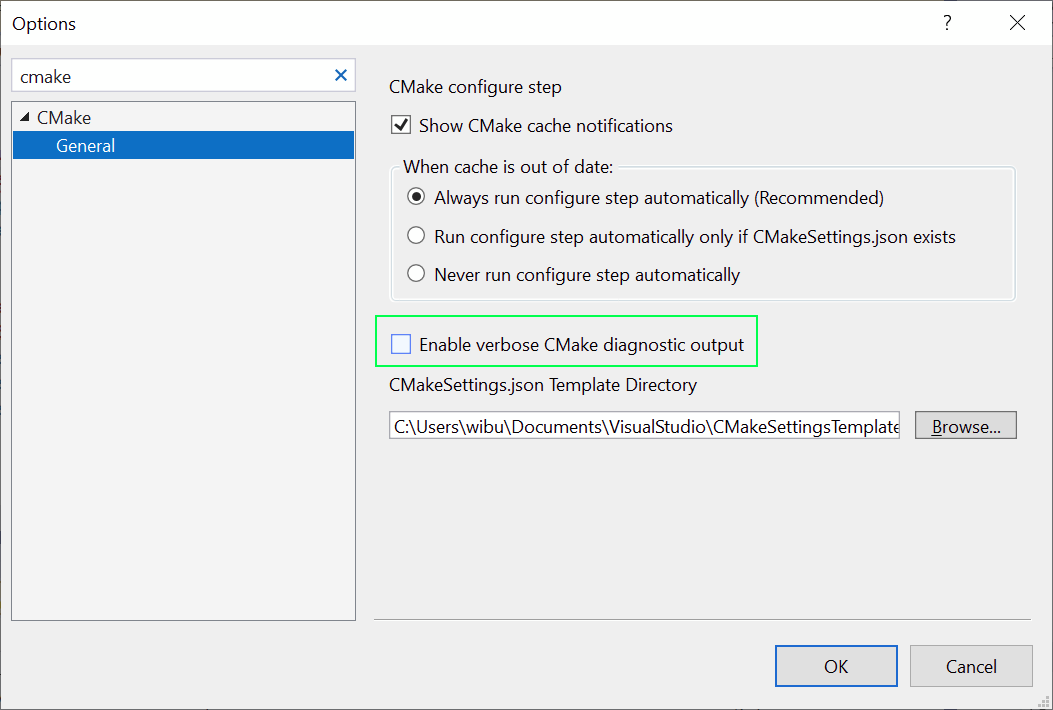 Options
?
cmake
CMake
General
CMake configure step
Show CMake cache notifications
When cache is out of date:
Always run configure step automatically (Recommended)
Run configure step automatically only if CMakeSettings.json exists
Never run configure step automatically
Enable verbose CMake diagnostic output
CMakeSettings.json Template Directory
C:\Users\wibu\Documents\VisualStudio\CMakeSettingsTemplate
Browse...
OK
Cancel